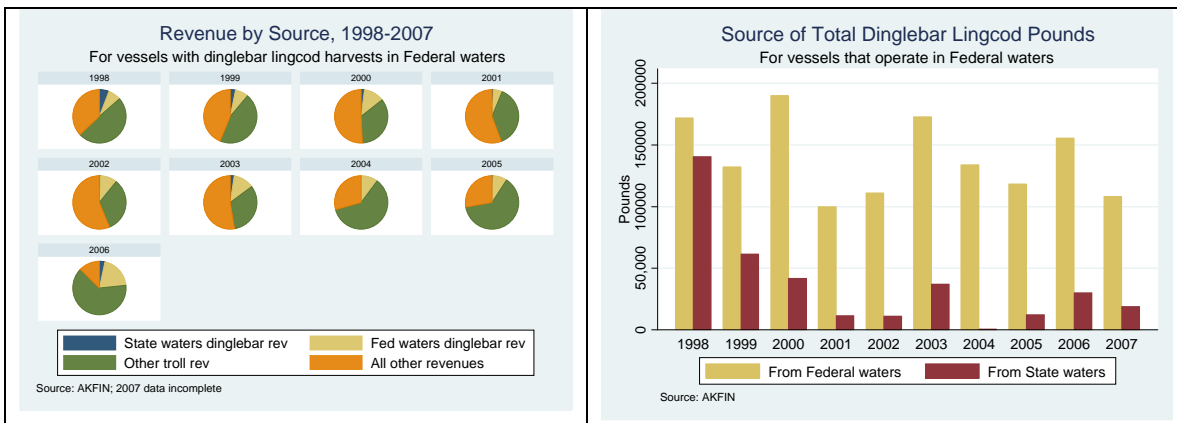 Revenue by Source, 1998-2007
For vessels with dinglebar lingcod harvests in Federal waters
1998 1999 2000 2001
2002 2003 2004 2005
2006
State waters dinglebar rev Fed waters dinglebar rev
Other troll rev All other revenues
Source: AKFIN; 2007 data incomplete
Source of Total Dinglebar Lingcod Pounds
For vessels that operate in Federal waters
200000
150000
100000
50,000
0
Pounds
1998 1999 2000 2001 2002 2003 2004 2005 2006 2007
From Federal waters From State waters
Source: AKFIN